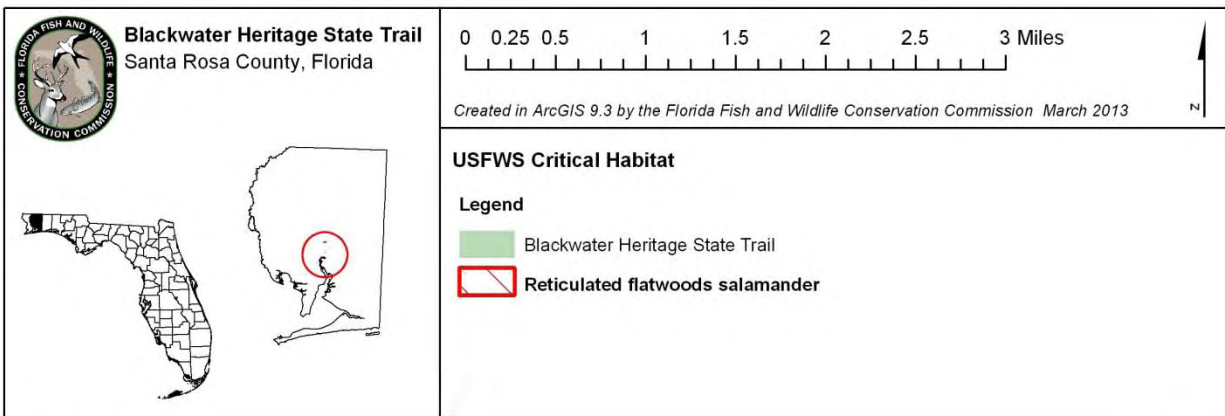 FLORIDA FISH AND WILDLIFE
CONSERVATION COMMISSION
Blackwater Heritage State Trail
Santa Rosa County, Florida
0 0.25 0.5 1 1.5 2 2.5 3 Miles
Created in ArcGIS 9.3 by the Florida Fish and Wildlife Conservation Commission March 2013
N
USFWS Critical Habitat
Legend
Blackwater Heritage State Trail
Reticulated flatwoods salamander